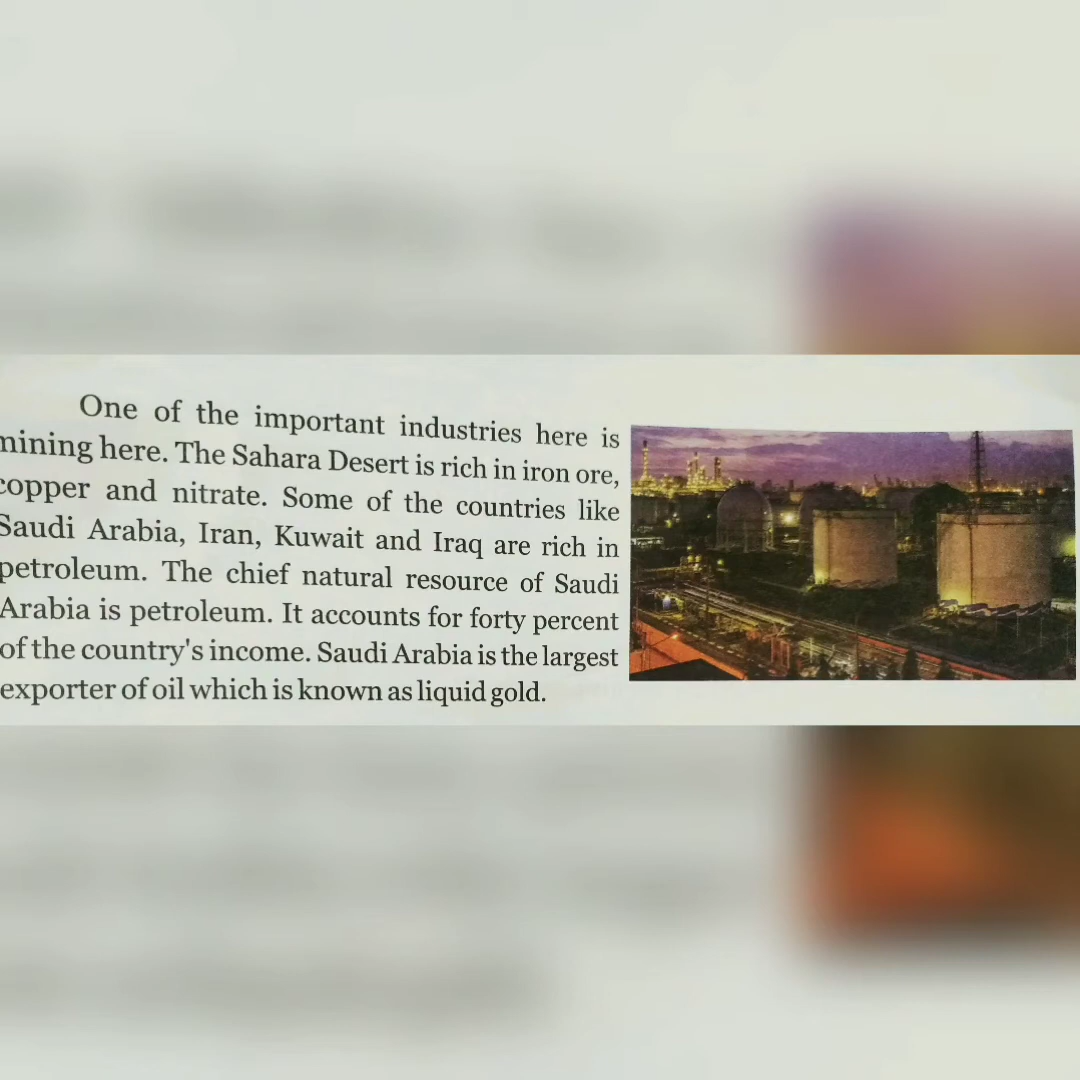 One of the important industries here is
mining here. The Sahara Desert is rich in iron ore,
copper and nitrate. Some of the countries like
Saudi Arabia, Iran, Kuwait and Iraq are rich in
petroleum. The chief natural resource of Saudi
Arabia is petroleum. It accounts for forty percent
of the country's income. Saudi Arabia is the largest
exporter of oil which is known as liquid gold.